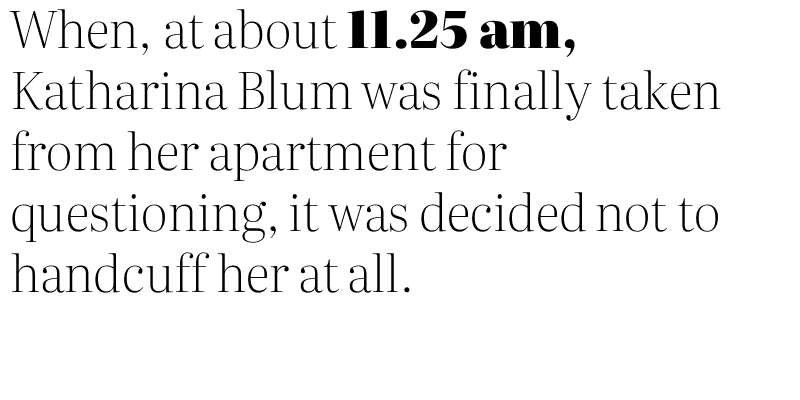 When, at about 11.25 am,
Katharina Blum was finally taken
from her apartment for
questioning, it was decided not to
handcuff her at all.